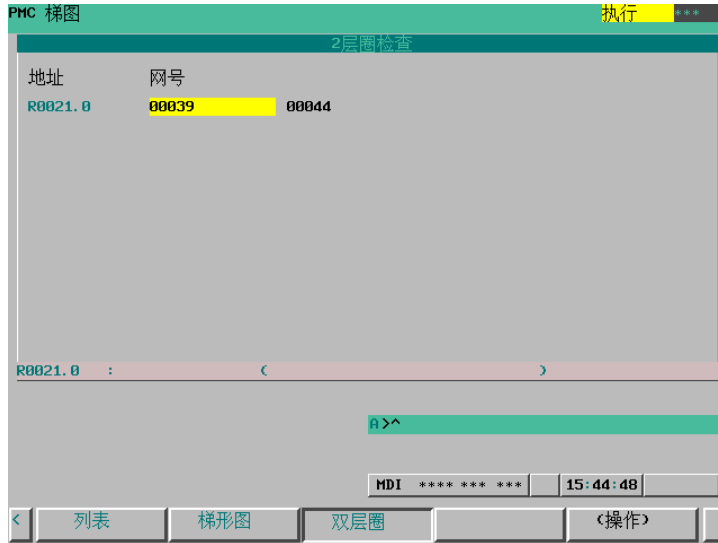 PMC 梯图 执行 ***
2层圈检查
地址 网号
R0021.0 00039 00044
R0021.0 : ( )
A>^
MDI **** *** *** 15:44:48
< 列表 梯形图 双层圈 (操作)